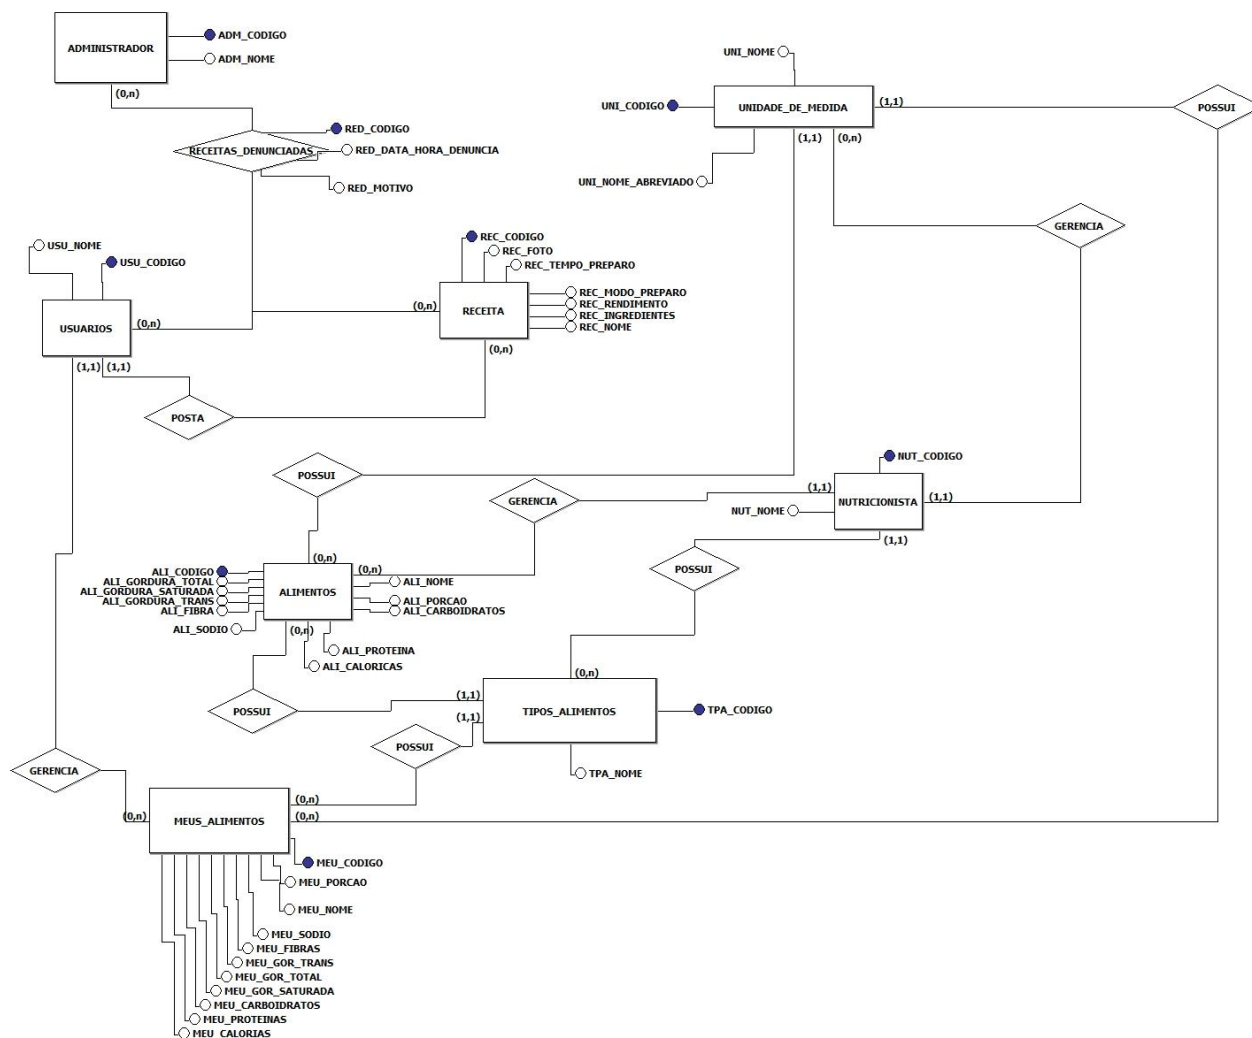 ADMINISTRADOR
ADM_CODIGO
ADM_NOME
(0,n)
RECEITAS_DENUNCIADAS
RED_CODIGO
RED_DATA_HORA_DENUNCIA
RED_MOTIVO
UNI_NOME
UNI_CODIGO
UNIDADE_DE_MEDIDA
(1,1)
POSSUI
(1,1)
(0,n)
UNI_NOME_ABREVIADO
GERENCIA
USU_NOME
USU_CODIGO
USUARIOS
(0,n)
(1,1)
(1,1)
REC_CODIGO
REC_FOTO
REC_TEMPO_PREPARO
(0,n)
RECEITA
REC_MODO_PREPARO
REC_RENDIMENTO
REC_INGREDIENTES
REC_NOME
(0,n)
POSTA
POSSUI
GERENCIA
NUT_CODIGO
(1,1)
NUTRICIONISTA
(1,1)
NUT_NOME
(1,1)
POSSUI
(0,n)
(0,n)
ALI_CODIGO
ALI_GORDURA_TOTAL
ALI_GORDURA_SATURADA
ALI_GORDURA_TRANS
ALI_FIBRA
ALI_SODIO
ALIMENTOS
ALI_NOME
ALI_PORCAO
ALI_CARBOIDRATOS
(0,n)
ALI_PROTEINA
ALI_CALORICAS
(0,n)
POSSUI
(1,1)
(1,1)
TIPOS_ALIMENTOS
TPA_CODIGO
POSSUI
TPA_NOME
GERENCIA
(0,n)
MEUS_ALIMENTOS
(0,n)
(0,n)
MEU_CODIGO
MEU_PORCAO
MEU_NOME
MEU_SODIO
MEU_FIBRAS
MEU_GOR_TRANS
MEU_GOR_TOTAL
MEU_GOR_SATURADA
MEU_CARBOIDRATOS
MEU_PROTEINAS
MEU_CALORIAS